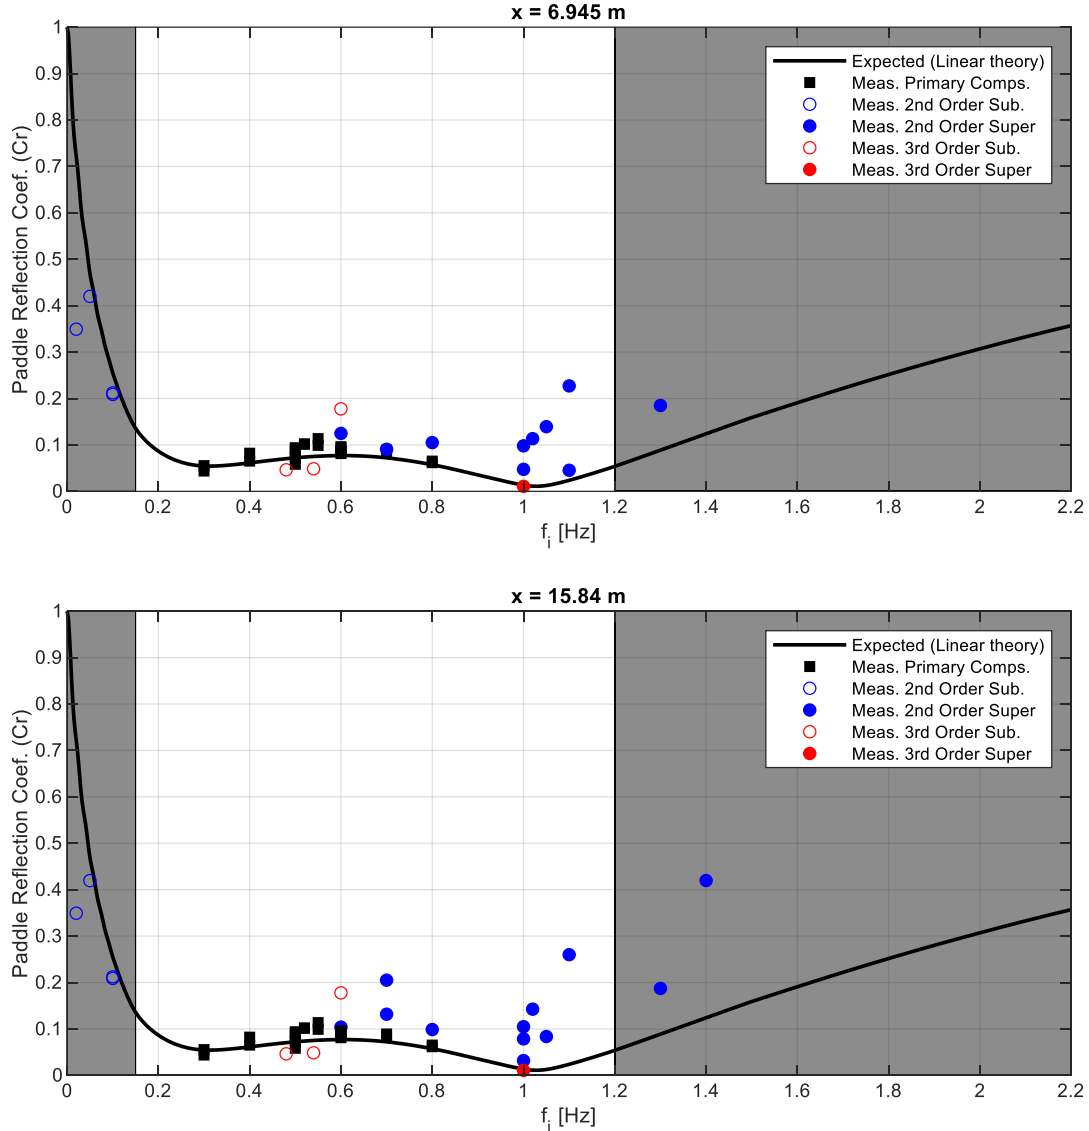 x = 6.945 m
1
0.9
0.8
0.7
0.6
0.5
0.4
0.3
0.2
0.1
0
Paddle Reflection Coef. (Cr)
Expected (Linear theory)
Meas. Primary Comps.
Meas. 2nd Order Sub.
Meas. 2nd Order Super
Meas. 3rd Order Sub.
Meas. 3rd Order Super
0 0.2 0.4 0.6 0.8 1 1.2 1.4 1.6 1.8 2 2.2
f_i [Hz]
x = 15.84 m
1
0.9
0.8
0.7
0.6
0.5
0.4
0.3
0.2
0.1
0
Paddle Reflection Coef. (Cr)
Expected (Linear theory)
Meas. Primary Comps.
Meas. 2nd Order Sub.
Meas. 2nd Order Super
Meas. 3rd Order Sub.
Meas. 3rd Order Super
0 0.2 0.4 0.6 0.8 1 1.2 1.4 1.6 1.8 2 2.2
f_i [Hz]